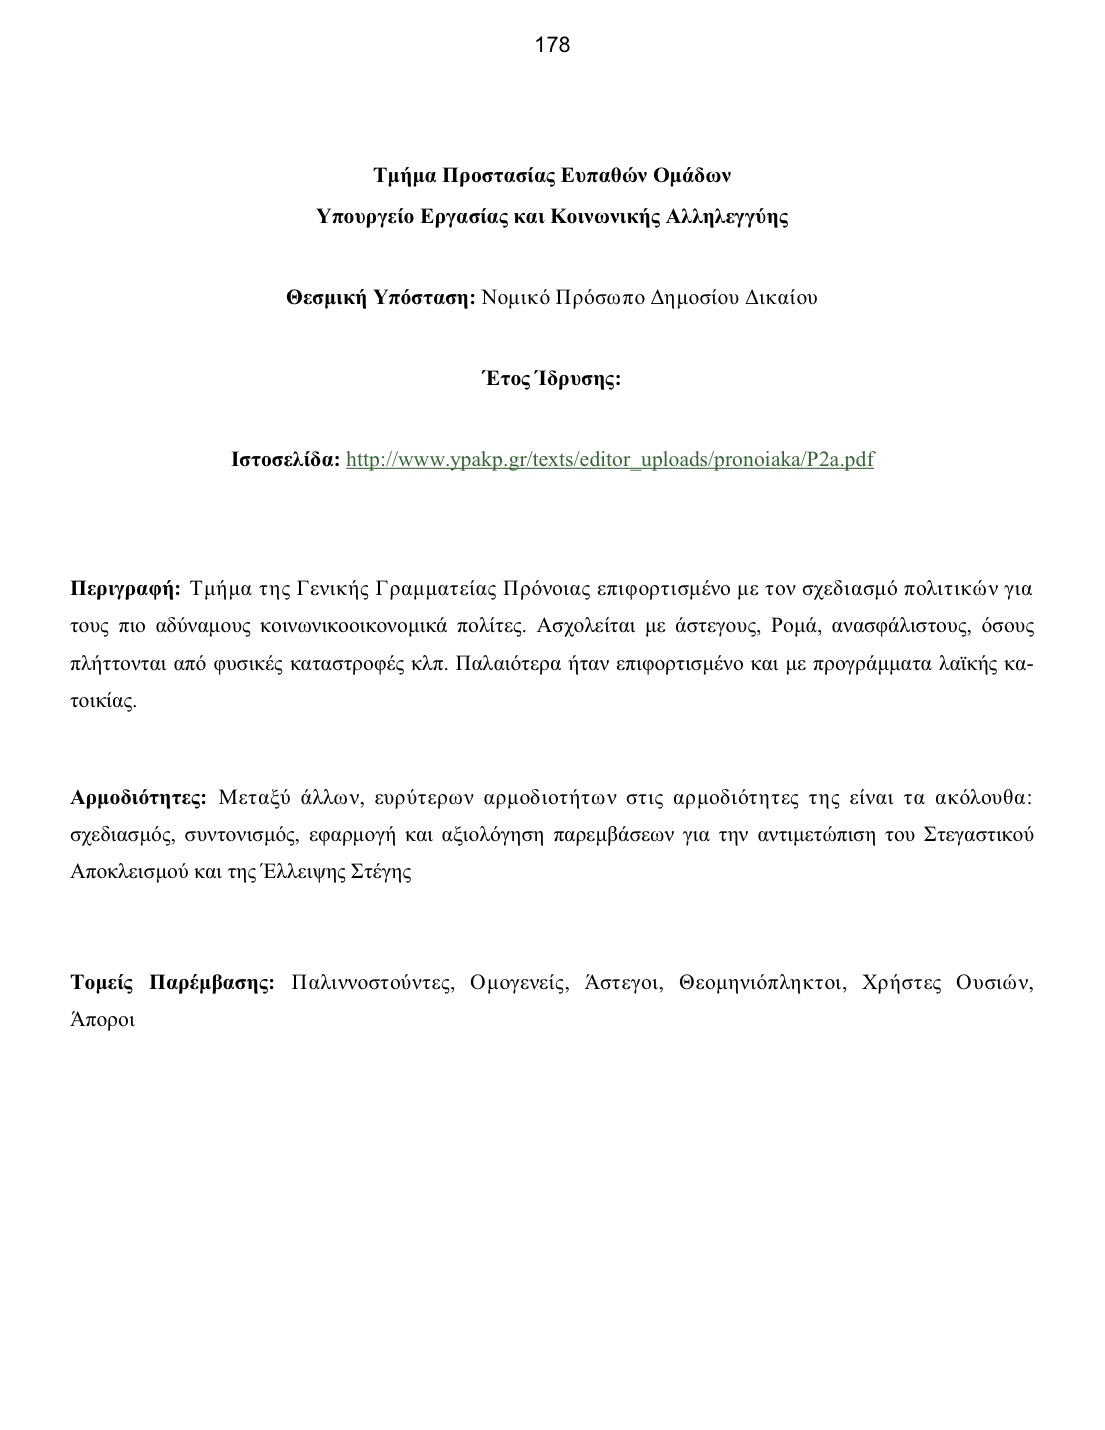 178
Τμήμα Προστασίας Ευπαθών Ομάδων
Υπουργείο Εργασίας και Κοινωνικής Αλληλεγγύης
Θεσμική Υπόσταση: Νομικό Πρόσωπο Δημοσίου Δικαίου
Έτος Ίδρυσης:
Ιστοσελίδα: http://www.ypakp.gr/texts/editor_uploads/pronoiaka/P2a.pdf
Περιγραφή: Τμήμα της Γενικής Γραμματείας Πρόνοιας επιφορτισμένο με τον σχεδιασμό πολιτικών για
τους πιο αδύναμους κοινωνικοοικονομικά πολίτες. Ασχολείται με άστεγους, Ρομά, ανασφάλιστους, όσους
πλήττονται από φυσικές καταστροφές κλπ. Παλαιότερα ήταν επιφορτισμένο και με προγράμματα λαϊκής κα-
τοικίας.
Αρμοδιότητες: Μεταξύ άλλων, ευρύτερων αρμοδιοτήτων στις αρμοδιότητες της είναι τα ακόλουθα:
σχεδιασμός, συντονισμός, εφαρμογή και αξιολόγηση παρεμβάσεων για την αντιμετώπιση του Στεγαστικού
Αποκλεισμού και της Έλλειψης Στέγης
Τομείς Παρέμβασης: Παλιννοστούντες, Ομογενείς, Άστεγοι, Θεομηνιόπληκτοι, Χρήστες Ουσιών,
Άποροι